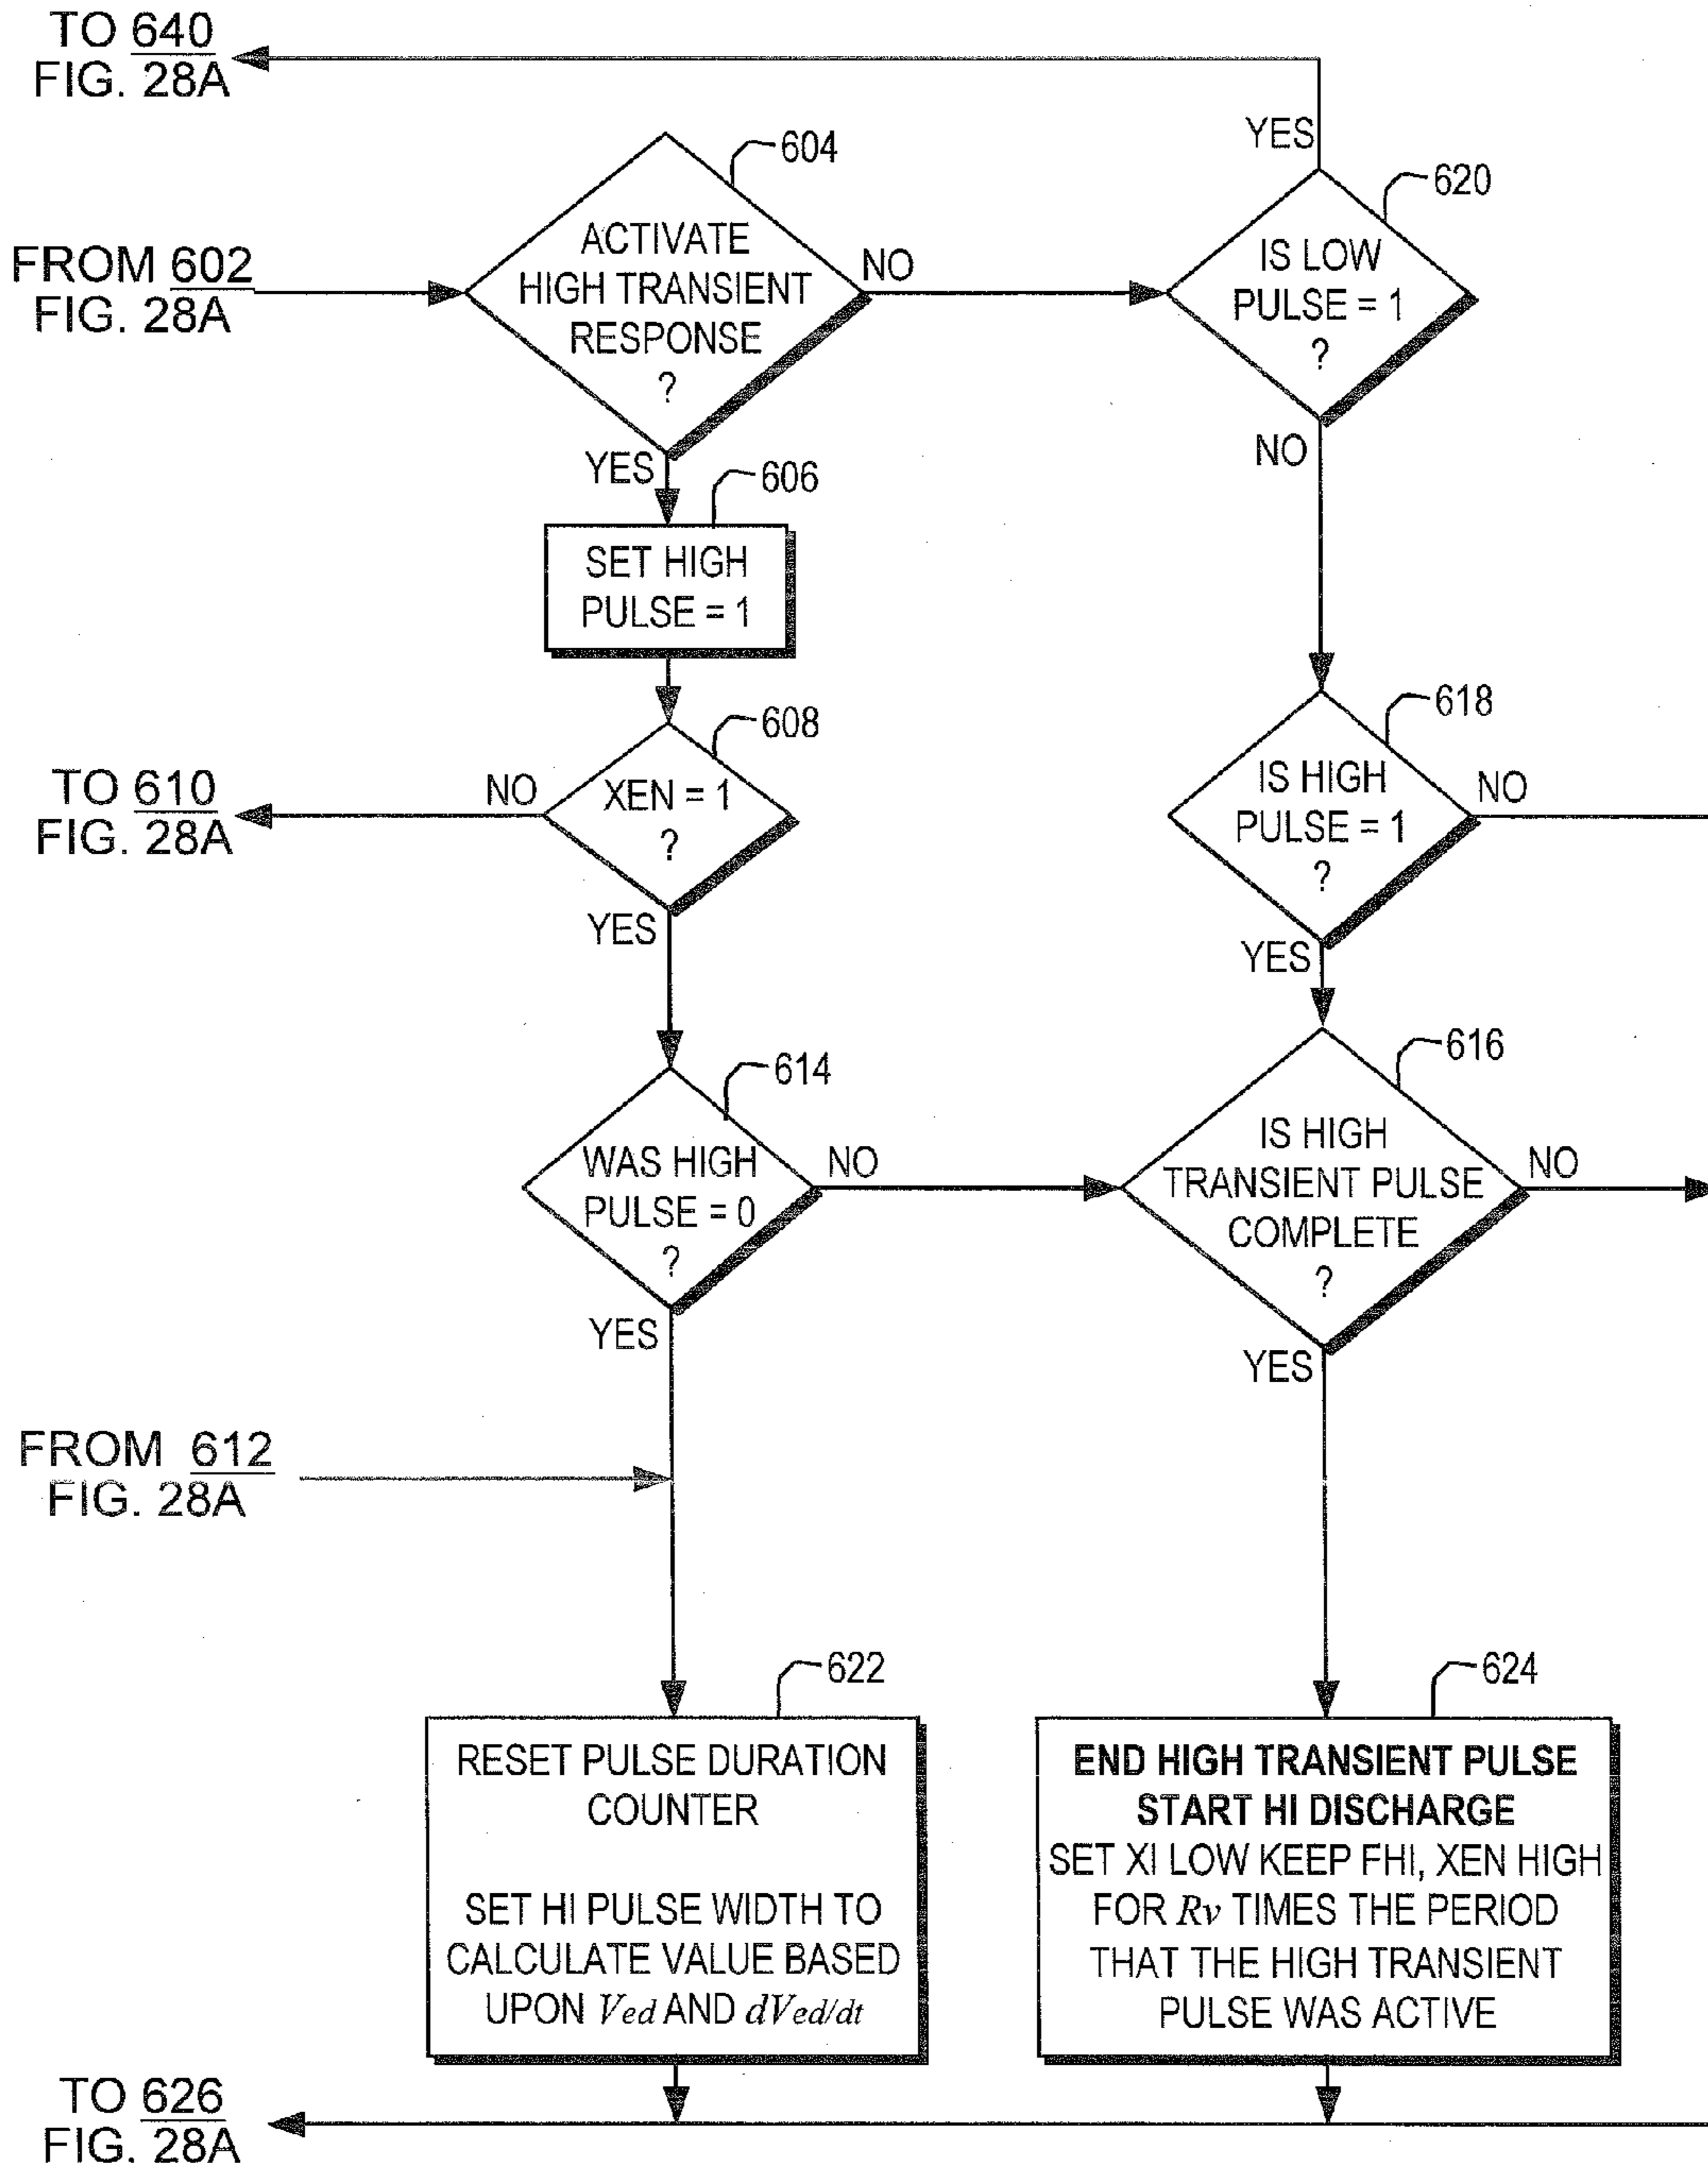 TO 640
FIG. 28A
YES
604
620
ACTIVATE
HIGH TRANSIENT
RESPONSE
?
NO
IS LOW
PULSE = 1
?
FROM 602
FIG. 28A
YES
NO
606
SET HIGH
PULSE = 1
608
618
TO 610
FIG. 28A
NO
XEN = 1
?
IS HIGH
PULSE = 1
?
NO
YES
YES
614
616
WAS HIGH
PULSE = 0
?
NO
IS HIGH
TRANSIENT PULSE
COMPLETE
?
NO
YES
YES
FROM 612
FIG. 28A
622
624
RESET PULSE DURATION
COUNTER
SET HI PULSE WIDTH TO
CALCULATE VALUE BASED
UPON Ved AND dVed/dt
END HIGH TRANSIENT PULSE
START HI DISCHARGE
SET XI LOW KEEP FHI, XEN HIGH
FOR Rv TIMES THE PERIOD
THAT THE HIGH TRANSIENT
PULSE WAS ACTIVE
TO 626
FIG. 28A